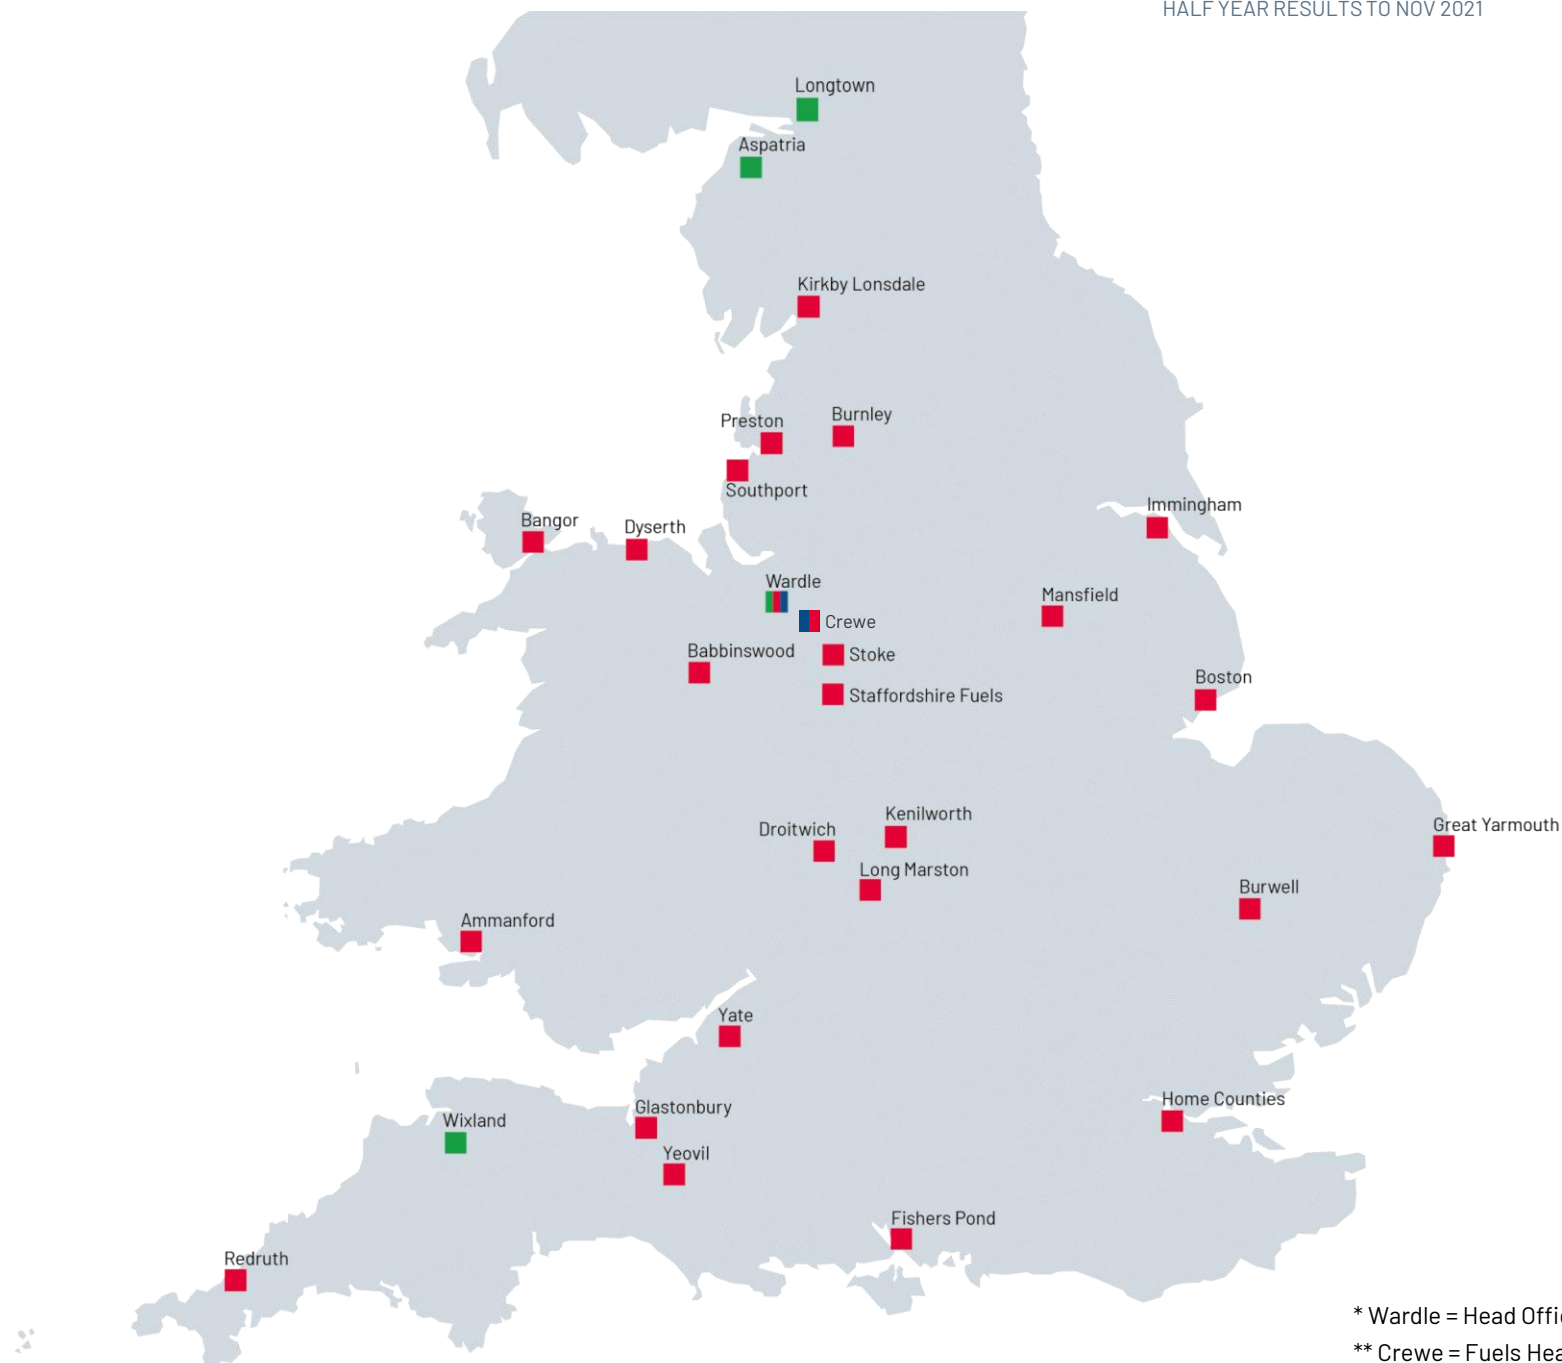 HALF YEAR RESULTS TO NOV 2021
Longtown
Aspatria
Kirkby Lonsdale
Burnley
Preston
Southport
Immingham
Bangor
Dyserth
Wardle
Mansfield
Crewe
Babbinswood
Stoke
Boston
Staffordshire Fuels
Kenilworth
Great Yarmouth
Droitwich
Long Marston
Burwell
Ammanford
Yate
Home Counties
Glastonbury
Wixland
Yeovil
Fishers Pond
Redruth
* Wardle = Head
** Crewe = Fuels